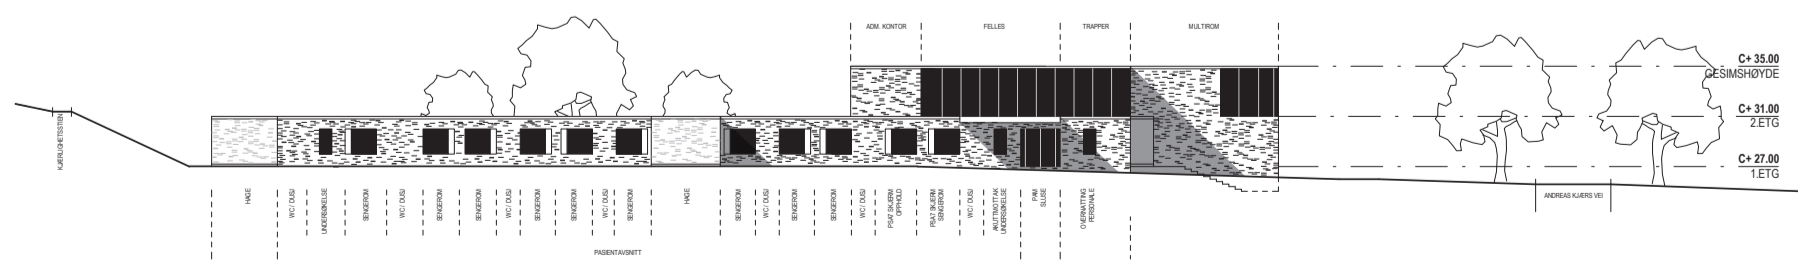 ADM. KONTOR
FELLES
TRAPPER
MULTIROM
C+ 35.00
GESIMSHØYDE
C+ 31.00
2.ETG
C+ 27.00
1.ETG
KJÆRLIGHETSSTIEN
HAGE
WC/ DUSJ
UNDERSØKELSE
SENGEROM
WC/ DUSJ
SENGEROM
SENGEROM
WC/ DUSJ
SENGEROM
SENGEROM
WC/ DUSJ
SENGEROM
HAGE
SENGEROM
WC/ DUSJ
SENGEROM
SENGEROM
WC/ DUSJ
PSA7 SKJERM
OPPHOLD
PSA7 SKJERM
SENGEROM
WC/ DUSJ
AKUTTMOTTAK
UNDERSØKELSE
PAM.
SLUSE
OVERNATTING
PERSONALE
ANDREAS KJÆRS VEI
PASIENTAVSNITT